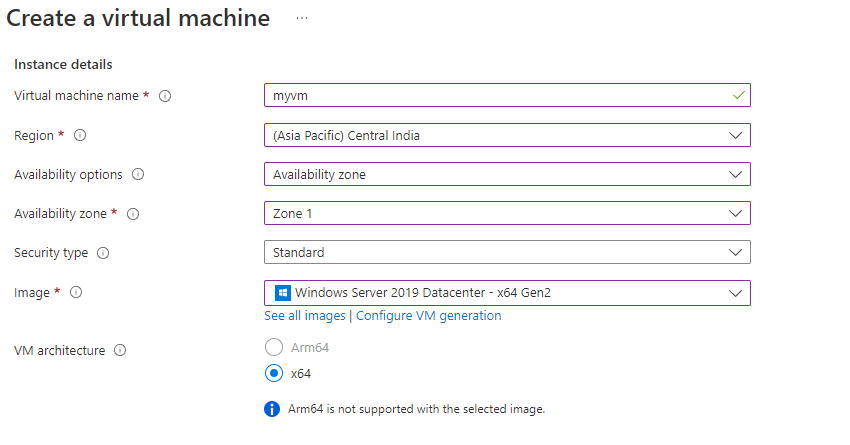 Create a virtual machine ...
Instance details
Virtual machine name * myvm
Region * (Asia Pacific) Central India
Availability options Availability zone
Availability zone * Zone 1
Security type Standard
Image * Windows Server 2019 Datacenter - x64 Gen2
See all images | Configure VM generation
VM architecture Arm64
x64
Arm64 is not supported with the selected image.